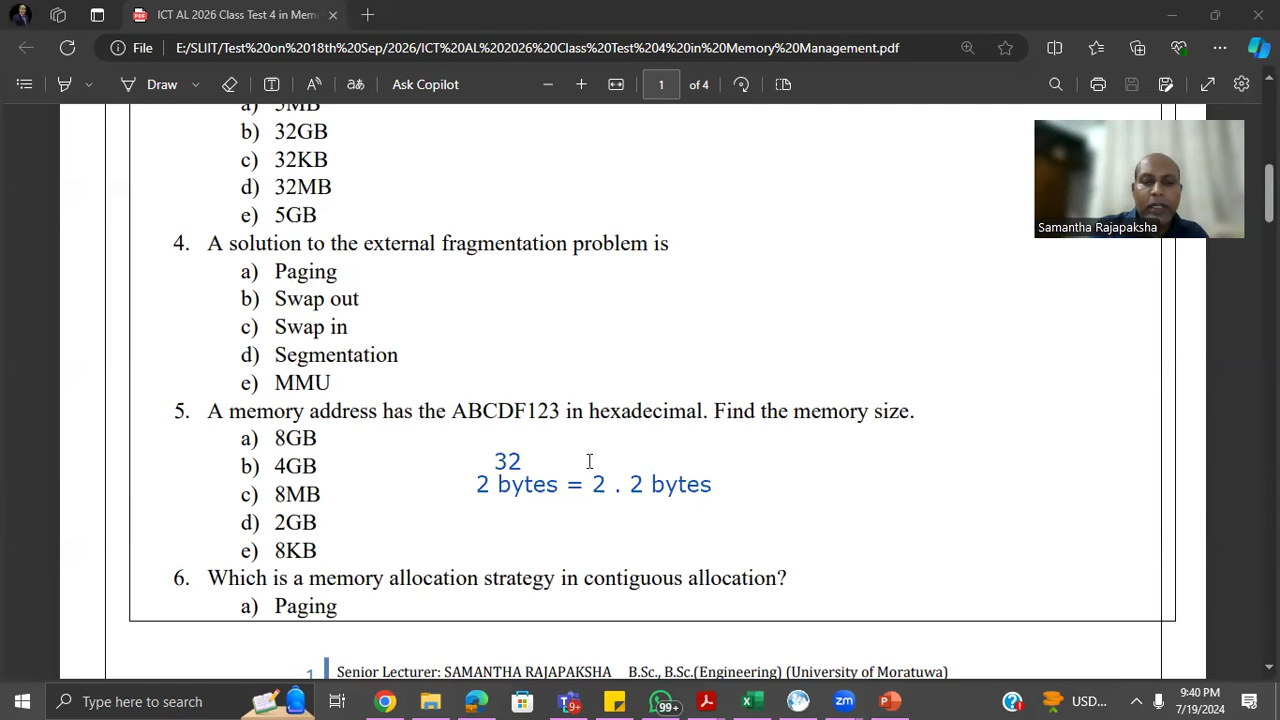 ICT AL 2026 Class Test 4 in Mem
File
E:/SLIIT/Test%20on%2018th%20Sep/2026/ICT%20AL%202026%20Class%20Test%204%20in%20Memory%20Management.pdf
Draw
Ask Copilot
1
of 4
a) 5MB
b) 32GB
c) 32KB
d) 32MB
e) 5GB
Samantha Rajapaksha
4. A solution to the external fragmentation problem is
a) Paging
b) Swap out
c) Swap in
d) Segmentation
e) MMU
5. A memory address has the ABCDF123 in hexadecimal. Find the memory size.
a) 8GB
b) 4GB
c) 8MB
d) 2GB
e) 8KB
32
2 bytes = 2 . 2 bytes
6. Which is a memory allocation strategy in contiguous allocation?
a) Paging
1 Senior Lecturer: SAMANTHA RAJAPAKSHA B.Sc., B.Sc.(Engineering) (University of Moratuwa)
Type here to search
99+
USD...
9:40 PM
7/19/2024